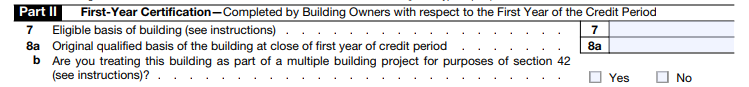 Part II First-Year Certification—Completed by Building Owners with respect to the First Year of the Credit Period
7 Eligible basis of building (see instructions) . . . . . . . . . . . . . . . . . . 7
8a Original qualified basis of the building at close of first year of credit period . . . . . . . 8a
b Are you treating this building as part of a multiple building project for purposes of section 42
(see instructions)? . . . . . . . . . . . . . . . . . . . . . . . Yes No